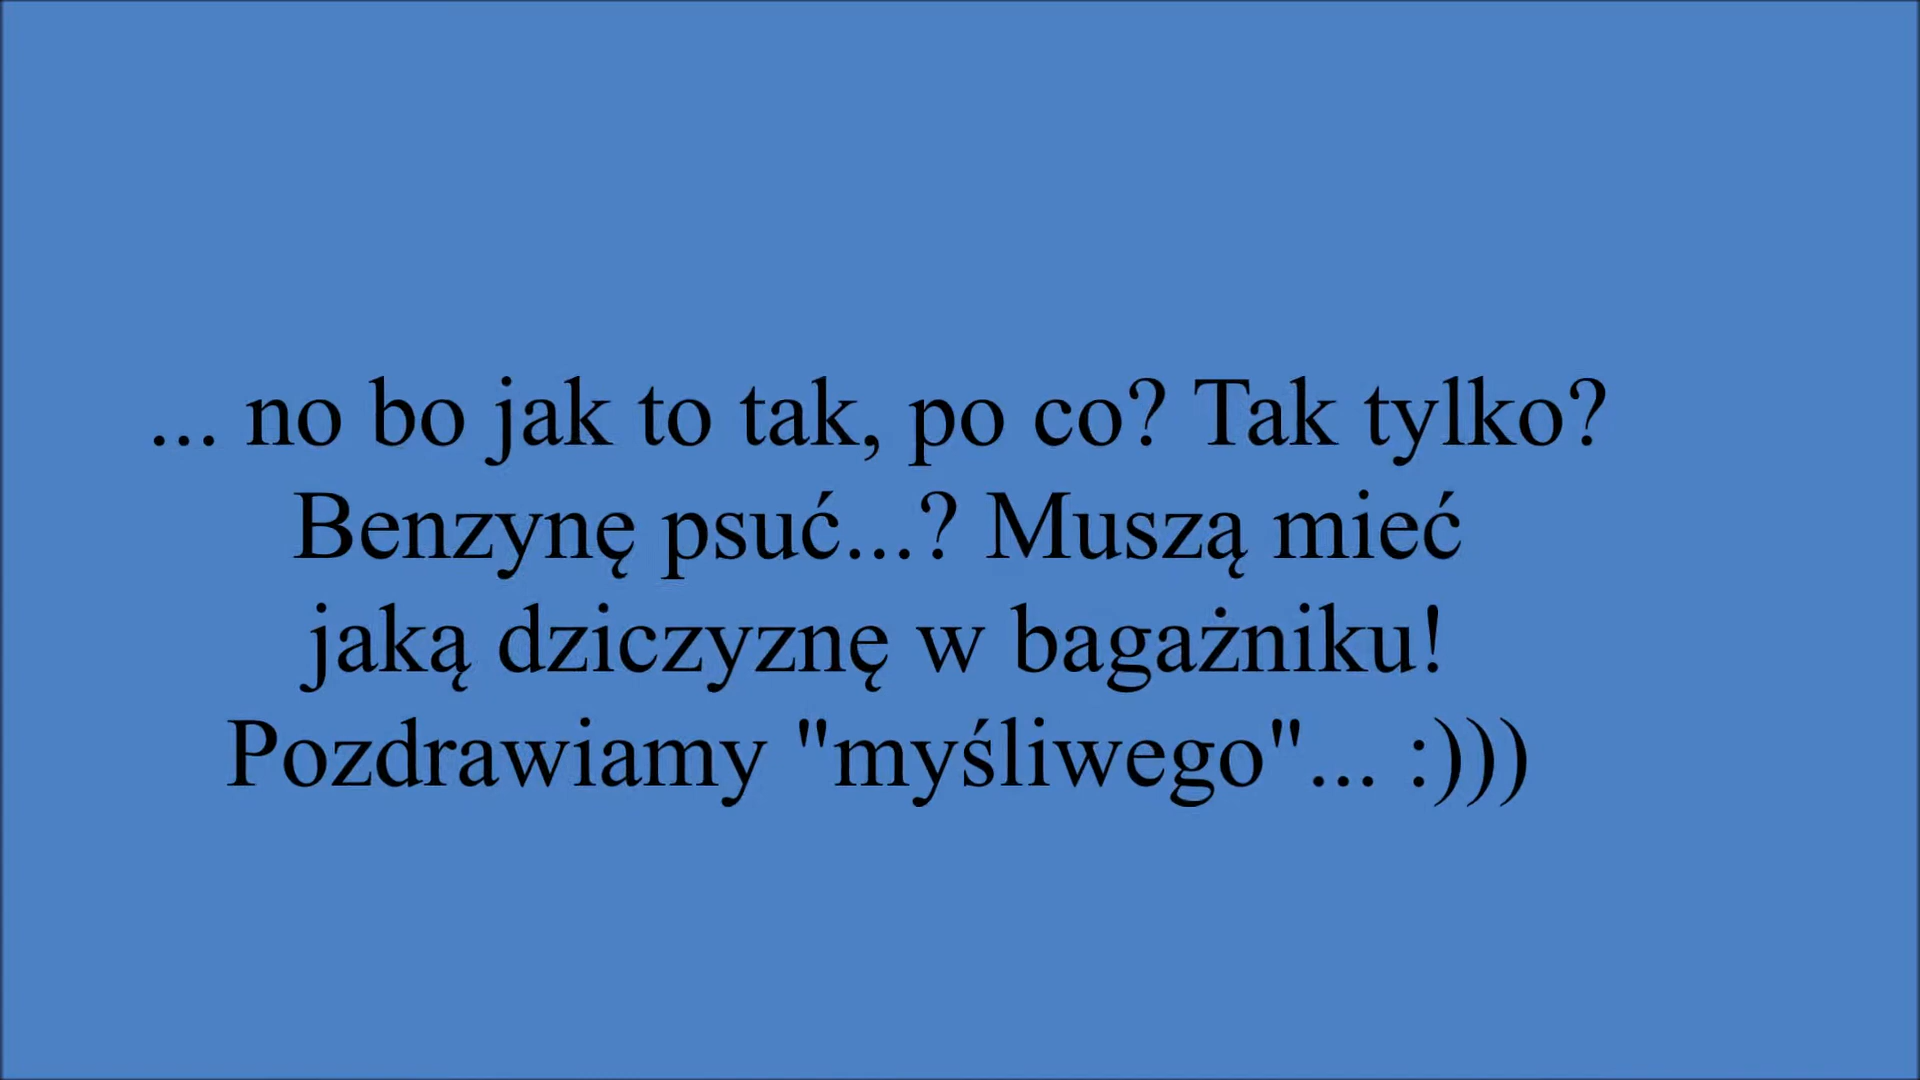 ... no bo jak to tak, po co? Tak tylko?
Benzynę psuć...? Muszą mieć
jaką dziczyznę w bagażniku!
Pozdrawiamy "myśliwego"... :)))